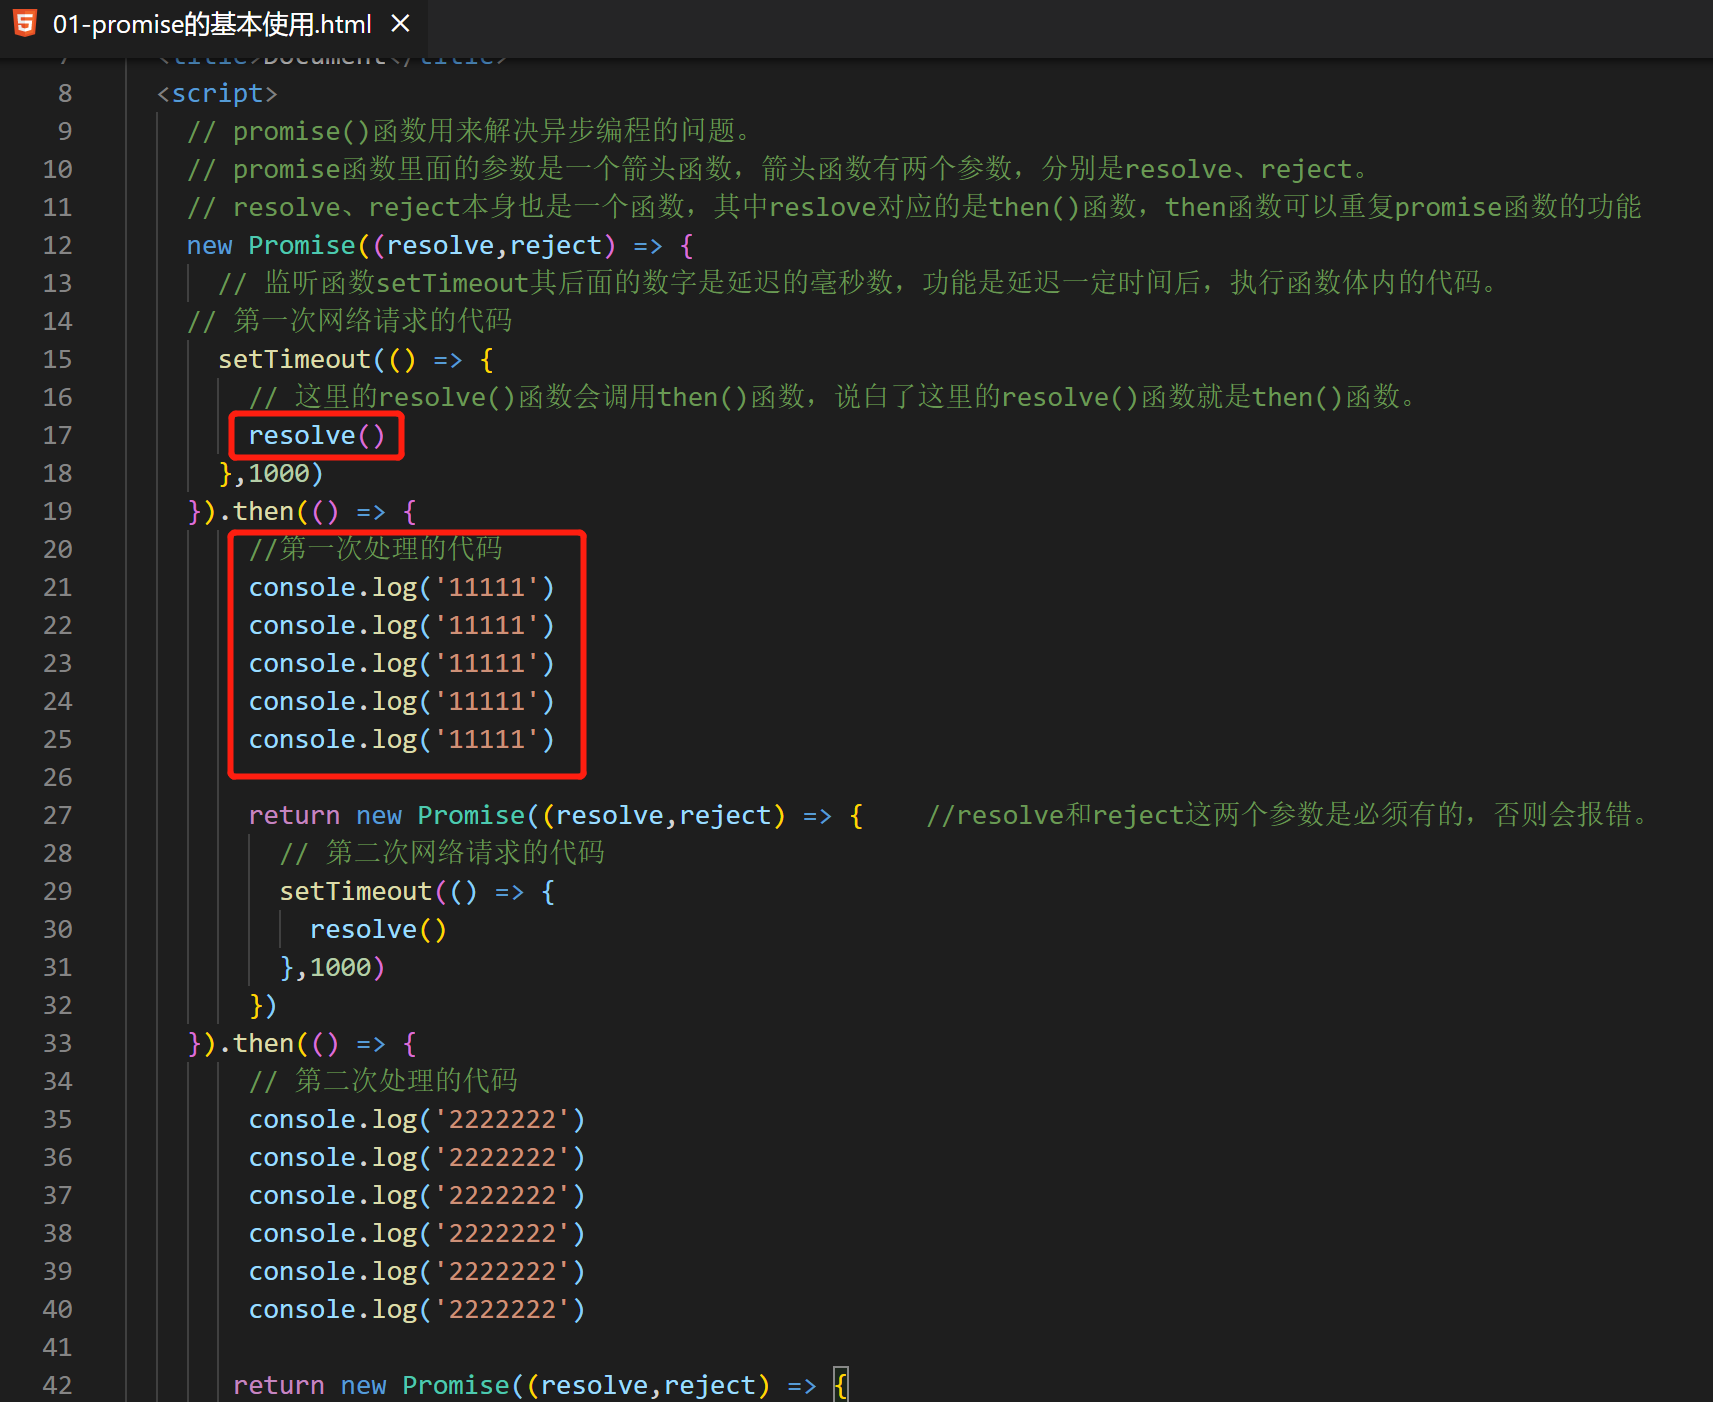 01-promise的基本使用.html ×
7 <title>Document</title>
8 <script>
9 // promise()函数用来解决异步编程的问题。
10 // promise函数里面的参数是一个箭头函数，箭头函数有两个参数，分别是resolve、reject。
11 // resolve、reject本身也是一个函数，其中reslove对应的是then()函数，then函数可以重复promise函数的功能
12 new Promise((resolve,reject) => {
13 // 监听函数setTimeout其后面的数字是延迟的毫秒数，功能是延迟一定时间后，执行函数体内的代码。
14 // 第一次网络请求的代码
15 setTimeout(() => {
16 // 这里的resolve()函数会调用then()函数，说白了这里的resolve()函数就是then()函数。
17 resolve()
18 },1000)
19 }).then(() => {
20 //第一次处理的代码
21 console.log('11111')
22 console.log('11111')
23 console.log('11111')
24 console.log('11111')
25 console.log('11111')
26
27 return new Promise((resolve,reject) => { //resolve和reject这两个参数是必须有的，否则会报错。
28 // 第二次网络请求的代码
29 setTimeout(() => {
30 resolve()
31 },1000)
32 })
33 }).then(() => {
34 // 第二次处理的代码
35 console.log('2222222')
36 console.log('2222222')
37 console.log('2222222')
38 console.log('2222222')
39 console.log('2222222')
40 console.log('2222222')
41
42 return new Promise((resolve,reject) => {